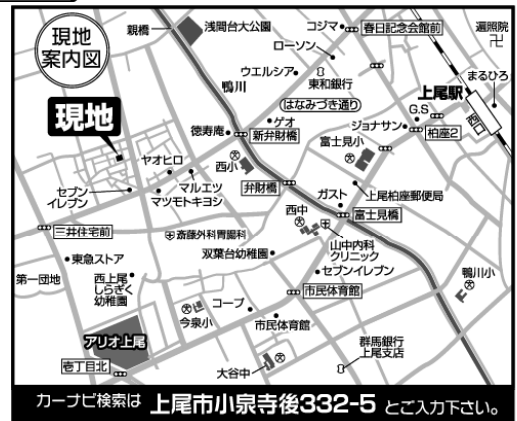 現地
案内図
親橋
浅間台大公園
コジマ
春日記念会館前
遍照院
ローソン
鴨川
ウエルシア
東和銀行
上尾駅
まるひろ
はなみづき通り
西口
G.S
現地
徳寿庵
ゲオ
新弁財橋
ジョナサン
柏座2
富士見小
ヤオヒロ
西小
セブン
イレブン
マルエツ
マツモトキヨシ
弁財橋
ガスト
上尾柏座郵便局
西中
富士見橋
三井住宅前
斎藤外科胃腸科
山中内科
クリニック
東急ストア
双葉台幼稚園
セブンイレブン
第一団地
西上尾
しらぎく
幼稚園
鴨川小
市民体育館
コープ
今泉小
市民体育館
アリオ上尾
群馬銀行
上尾支店
壱丁目北
大谷中
カーナビ検索は 上尾市小泉寺後332-5 とご入力下さい。